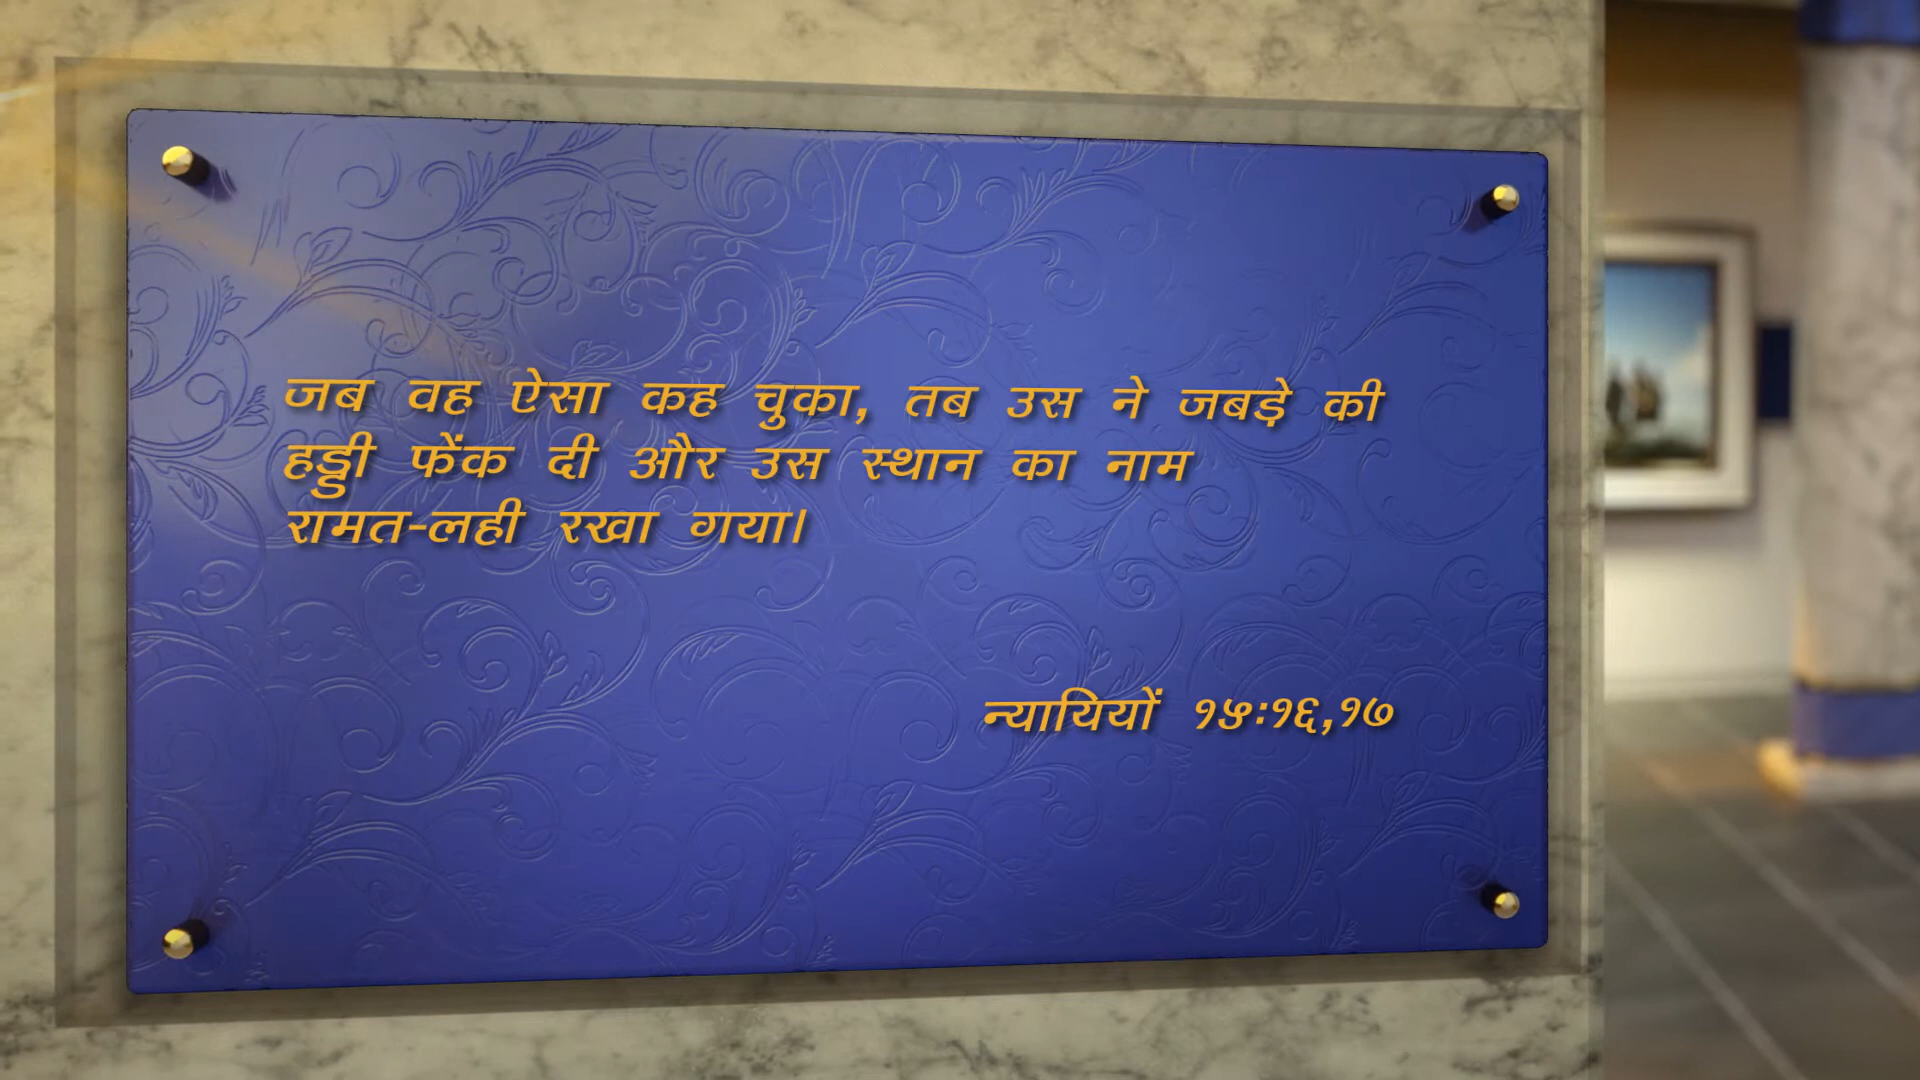 जब वह ऐसा कह चुका, तब उस ने जबड़े की
हड्डी फेंक दी और उस स्थान का नाम
रामत-लही रखा गया।
न्यायियों १५:१६,१७